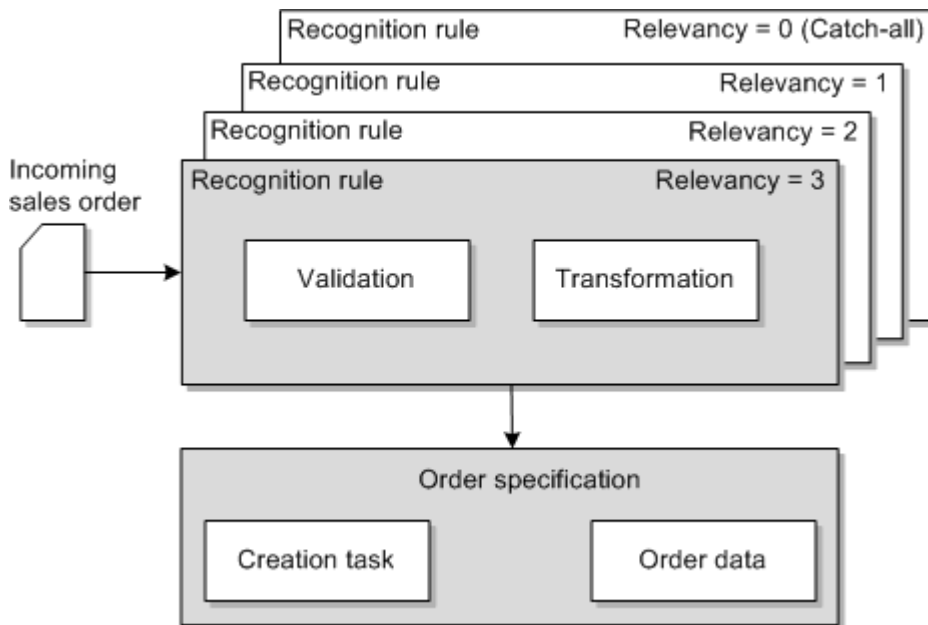 Recognition rule Relevancy = 0 (Catch-all)
Recognition rule Relevancy = 1
Recognition rule Relevancy = 2
Recognition rule Relevancy = 3
Incoming
sales order
Validation Transformation
Order specification
Creation task Order data